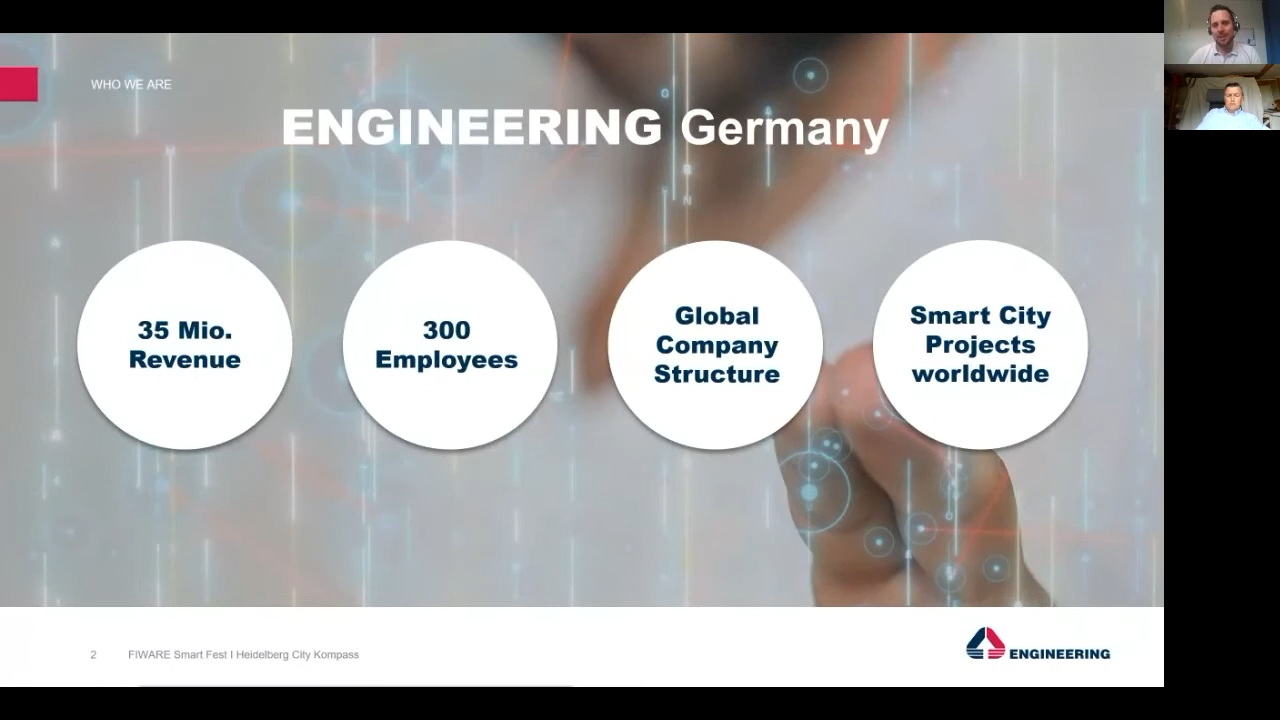 WHO WE ARE
ENGINEERING Germany
35 Mio.
Revenue
300
Employees
Global
Company
Structure
Smart City
Projects
worldwide
2 FIWARE Smart Fest I Heidelberg City Kompass
ENGINEERING